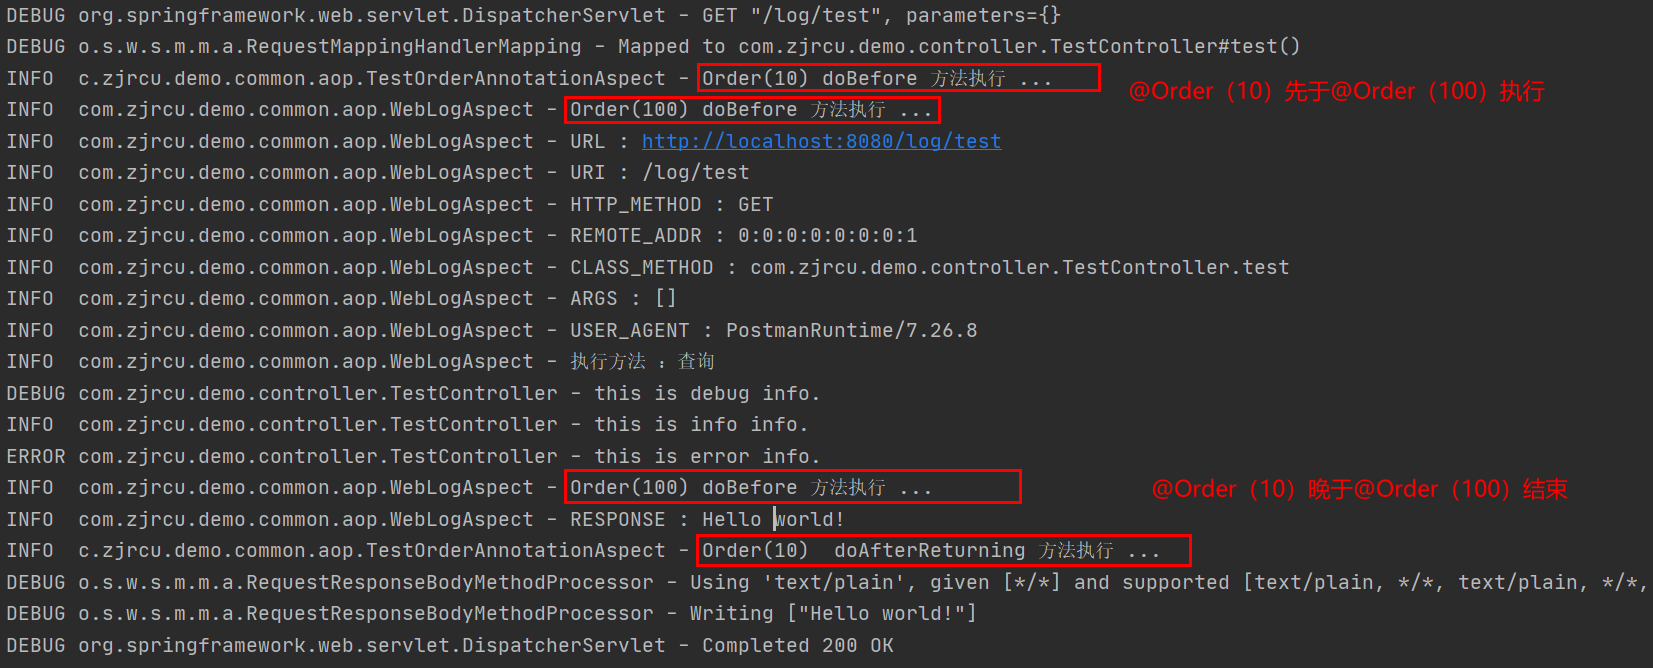 DEBUG org.springframework.web.servlet.DispatcherServlet - GET "/log/test", parameters={}
DEBUG o.s.w.s.m.m.a.RequestMappingHandlerMapping - Mapped to com.zjrcu.demo.controller.TestController#test()
INFO  c.zjrcu.demo.common.aop.TestOrderAnnotationAspect - Order(10) doBefore 方法执行 ...
@Order（10）先于@Order（100）执行
INFO  com.zjrcu.demo.common.aop.WebLogAspect - Order(100) doBefore 方法执行 ...
INFO  com.zjrcu.demo.common.aop.WebLogAspect - URL : http://localhost:8080/log/test
INFO  com.zjrcu.demo.common.aop.WebLogAspect - URI : /log/test
INFO  com.zjrcu.demo.common.aop.WebLogAspect - HTTP_METHOD : GET
INFO  com.zjrcu.demo.common.aop.WebLogAspect - REMOTE_ADDR : 0:0:0:0:0:0:0:1
INFO  com.zjrcu.demo.common.aop.WebLogAspect - CLASS_METHOD : com.zjrcu.demo.controller.TestController.test
INFO  com.zjrcu.demo.common.aop.WebLogAspect - ARGS : []
INFO  com.zjrcu.demo.common.aop.WebLogAspect - USER_AGENT : PostmanRuntime/7.26.8
INFO  com.zjrcu.demo.common.aop.WebLogAspect - 执行方法 : 查询
DEBUG com.zjrcu.demo.controller.TestController - this is debug info.
INFO  com.zjrcu.demo.controller.TestController - this is info info.
ERROR com.zjrcu.demo.controller.TestController - this is error info.
INFO  com.zjrcu.demo.common.aop.WebLogAspect - Order(100) doBefore 方法执行 ...
@Order（10）晚于@Order（100）结束
INFO  com.zjrcu.demo.common.aop.WebLogAspect - RESPONSE : Hello world!
INFO  c.zjrcu.demo.common.aop.TestOrderAnnotationAspect - Order(10)  doAfterReturning 方法执行 ...
DEBUG o.s.w.s.m.m.a.RequestResponseBodyMethodProcessor - Using 'text/plain', given [*/*] and supported [text/plain, */*, text/plain, */*,
DEBUG o.s.w.s.m.m.a.RequestResponseBodyMethodProcessor - Writing ["Hello world!"]
DEBUG org.springframework.web.servlet.DispatcherServlet - Completed 200 OK